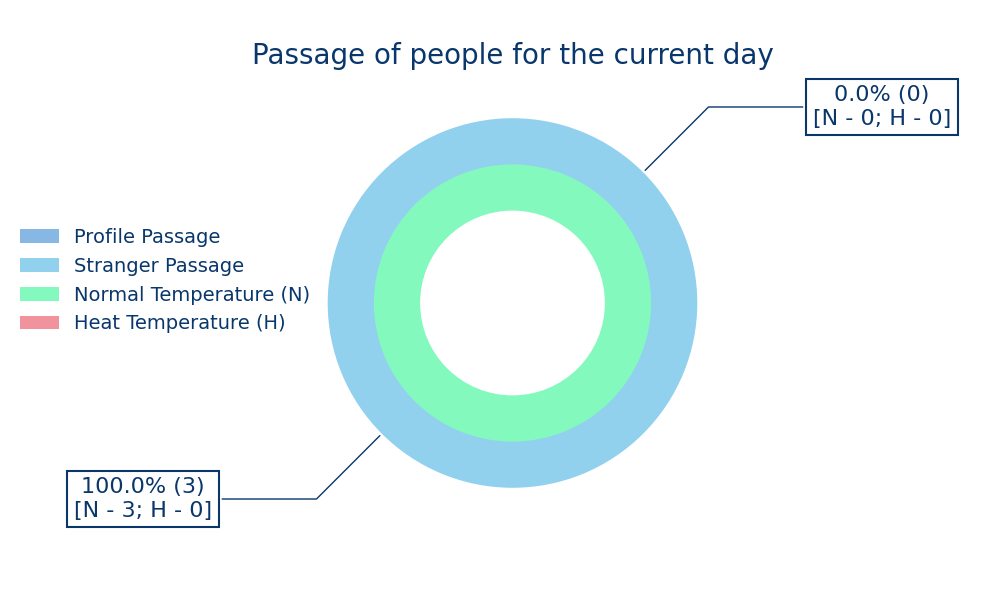 Passage of people for the current day
0.0% (0)
[N - 0; H - 0]
Profile Passage
Stranger Passage
Normal Temperature (N)
Heat Temperature (H)
100.0% (3)
[N - 3; H - 0]